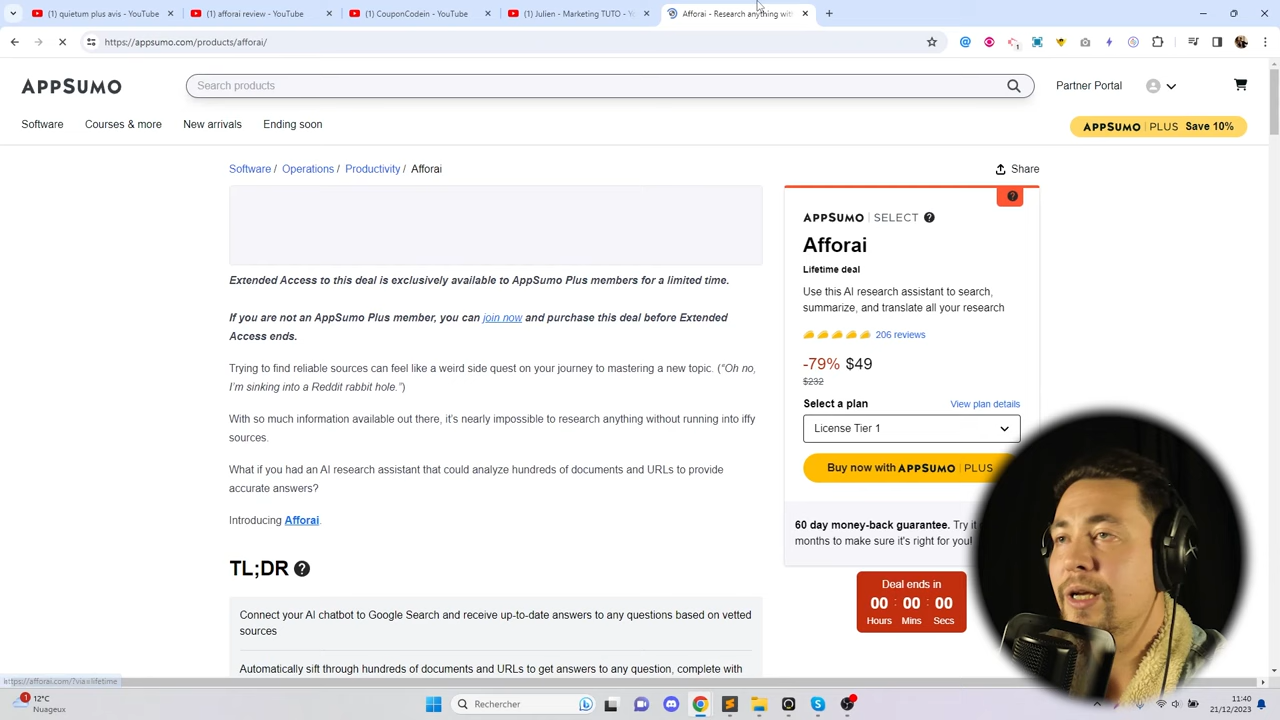 quietum plus avis - YouTube
afforai review - YouTube
CouponCodein - YouTube
Julien - Marketing TUTO - Yo
Afforai - Research anything with
https://appsumo.com/products/afforai/
APPSUMO
Search products
Partner Portal
Software
Courses & more
New arrivals
Ending soon
APPSUMO | PLUS Save 10%
Software / Operations / Productivity / Afforai
Share
APPSUMO | SELECT
Afforai
Lifetime deal
Use this AI research assistant to search,
summarize, and translate all your research
206 reviews
-79% $49
$232
Select a plan
View plan details
License Tier 1
Buy now with APPSUMO | PLUS
60 day money-back guarantee. Try it
months to make sure it's right for you!
Deal ends in
00 : 00 : 00
Hours Mins Secs
Extended Access to this deal is exclusively available to AppSumo Plus members for a limited time.
If you are not an AppSumo Plus member, you can join now and purchase this deal before Extended
Access ends.
Trying to find reliable sources can feel like a weird side quest on your journey to mastering a new topic. (“Oh no,
I’m sinking into a Reddit rabbit hole.”)
With so much information available out there, it’s nearly impossible to research anything without running into iffy
sources.
What if you had an AI research assistant that could analyze hundreds of documents and URLs to provide
accurate answers?
Introducing Afforai.
TL;DR
Connect your AI chatbot to Google Search and receive up-to-date answers to any questions based on vetted
sources
Automatically sift through hundreds of documents and URLs to get answers to any question, complete with
https://afforai.com/?via=lifetime
1
12°C
Nuageux
Rechercher
11:40
21/12/2023